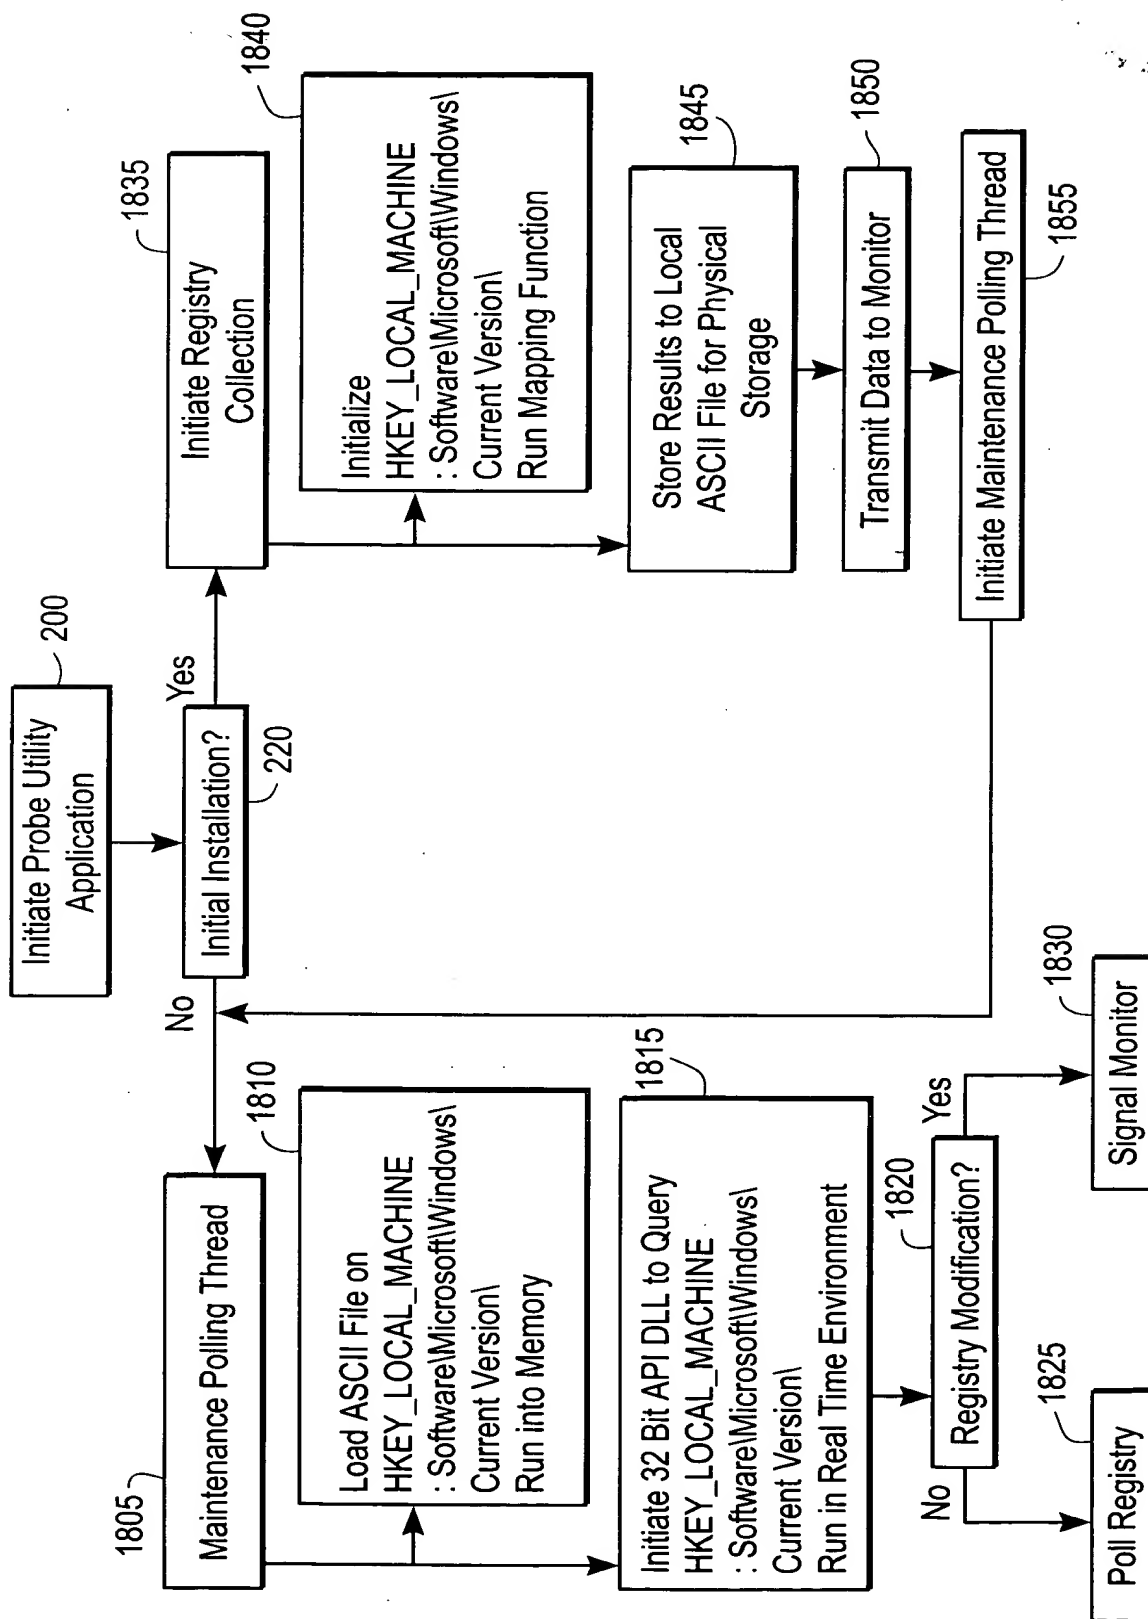 Initiate Probe Utility
Application
200
Initial Installation?
220
No
Yes
1805
Maintenance Polling Thread
1810
Load ASCII File on
HKEY_LOCAL_MACHINE
: Software\Microsoft\Windows\
Current Version\
Run into Memory
1815
Initiate 32 Bit API DLL to Query
HKEY_LOCAL_MACHINE
: Software\Microsoft\Windows\
Current Version\
Run in Real Time Environment
1820
Registry Modification?
No
Yes
1825
Poll Registry
1830
Signal Monitor
1835
Initiate Registry
Collection
1840
Initialize
HKEY_LOCAL_MACHINE
: Software\Microsoft\Windows\
Current Version\
Run Mapping Function
1845
Store Results to Local
ASCII File for Physical
Storage
1850
Transmit Data to Monitor
1855
Initiate Maintenance Polling Thread